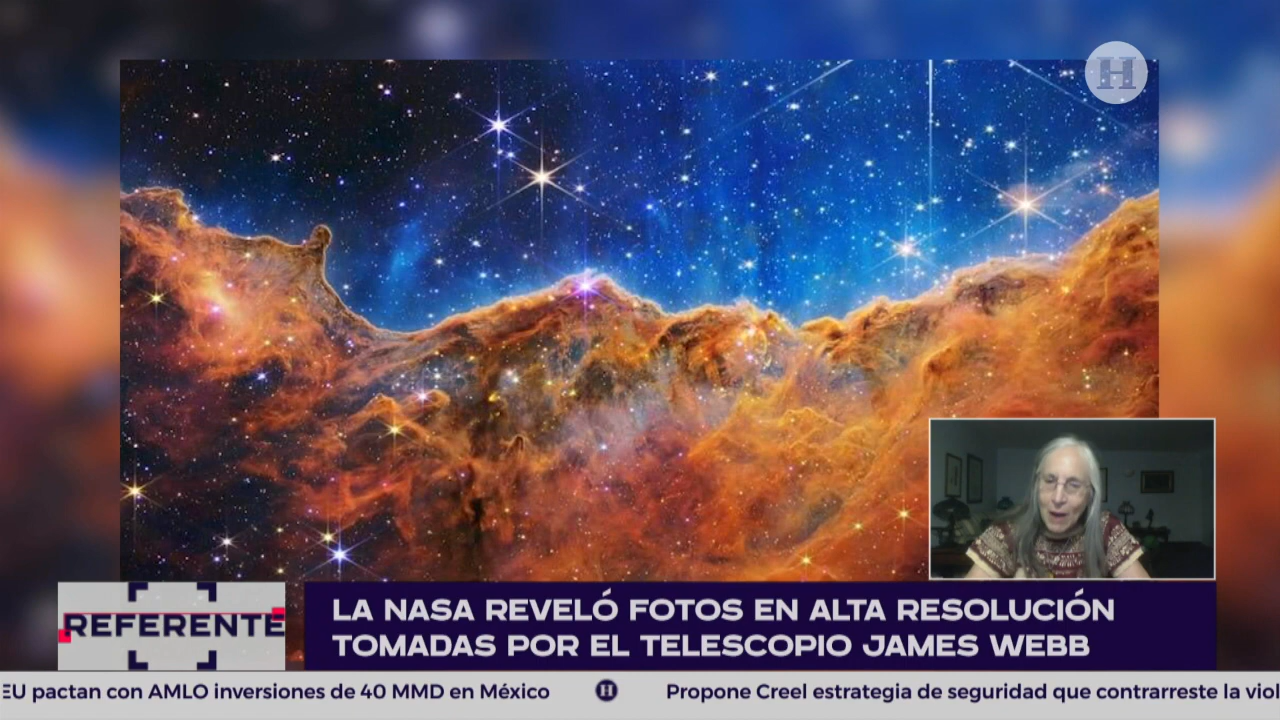 H
REFERENTE
LA NASA REVELÓ FOTOS EN ALTA RESOLUCIÓN
TOMADAS POR EL TELESCOPIO JAMES WEBB
EU pactan con AMLO inversiones de 40 MMD en México H Propone Creel estrategia de seguridad que contrarreste la viol